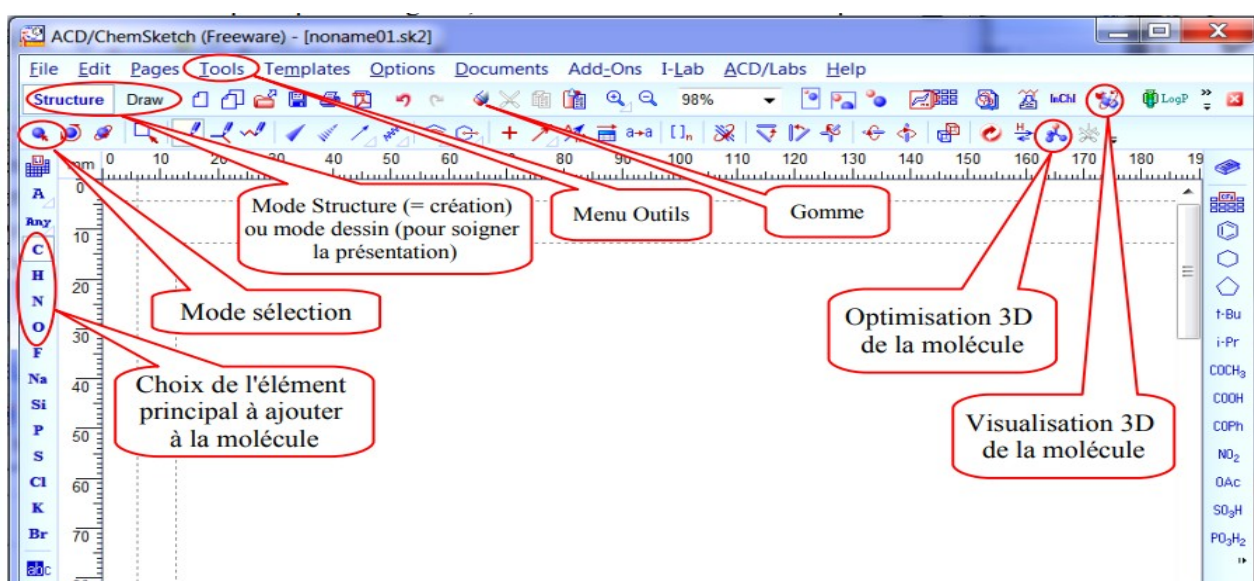 ACD/ChemSketch (Freeware) - [noname01.sk2]
File Edit Pages Tools Templates Options Documents Add-Ons I-Lab ACD/Labs Help
Structure Draw 98% InChI LogP
a→a []n H
mm 0 10 20 30 40 50 60 70 80 90 100 110 120 130 140 150 160 170 180 19
0
A
Any
10
C
H
20
N
O
30
F
Na
40
Si
P
50
S
Cl
60
K
Br
70
abc
Mode Structure (= création)
ou mode dessin (pour soigner
la présentation)
Menu Outils
Gomme
Mode sélection
Optimisation 3D
de la molécule
Choix de l'élément
principal à ajouter
à la molécule
Visualisation 3D
de la molécule
t-Bu
i-Pr
COCH₃
COOH
COPh
NO₂
OAc
SO₃H
PO₃H₂